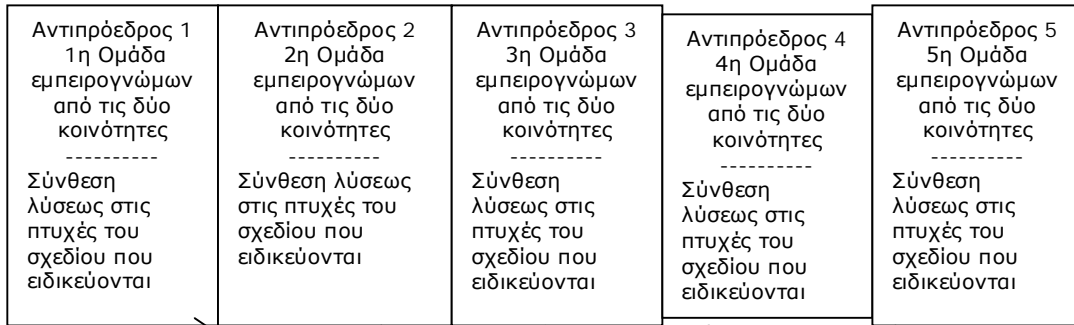 Αντιπρόεδρος 1
1η Ομάδα
εμπειρογνώμων
από τις δύο
κοινότητες
----------
Σύνθεση
λύσεως στις
πτυχές του
σχεδίου που
ειδικεύονται
Αντιπρόεδρος 2
2η Ομάδα
εμπειρογνώμων
από τις δύο
κοινότητες
----------
Σύνθεση λύσεως
στις πτυχές του
σχεδίου που
ειδικεύονται
Αντιπρόεδρος 3
3η Ομάδα
εμπειρογνώμων
από τις δύο
κοινότητες
----------
Σύνθεση
λύσεως στις
πτυχές του
σχεδίου που
ειδικεύονται
Αντιπρόεδρος 4
4η Ομάδα
εμπειρογνώμων
από τις δύο
κοινότητες
----------
Σύνθεση
λύσεως στις
πτυχές του
σχεδίου που
ειδικεύονται
Αντιπρόεδρος 5
5η Ομάδα
εμπειρογνώμων
από τις δύο
κοινότητες
----------
Σύνθεση
λύσεως στις
πτυχές του
σχεδίου που
ειδικεύονται